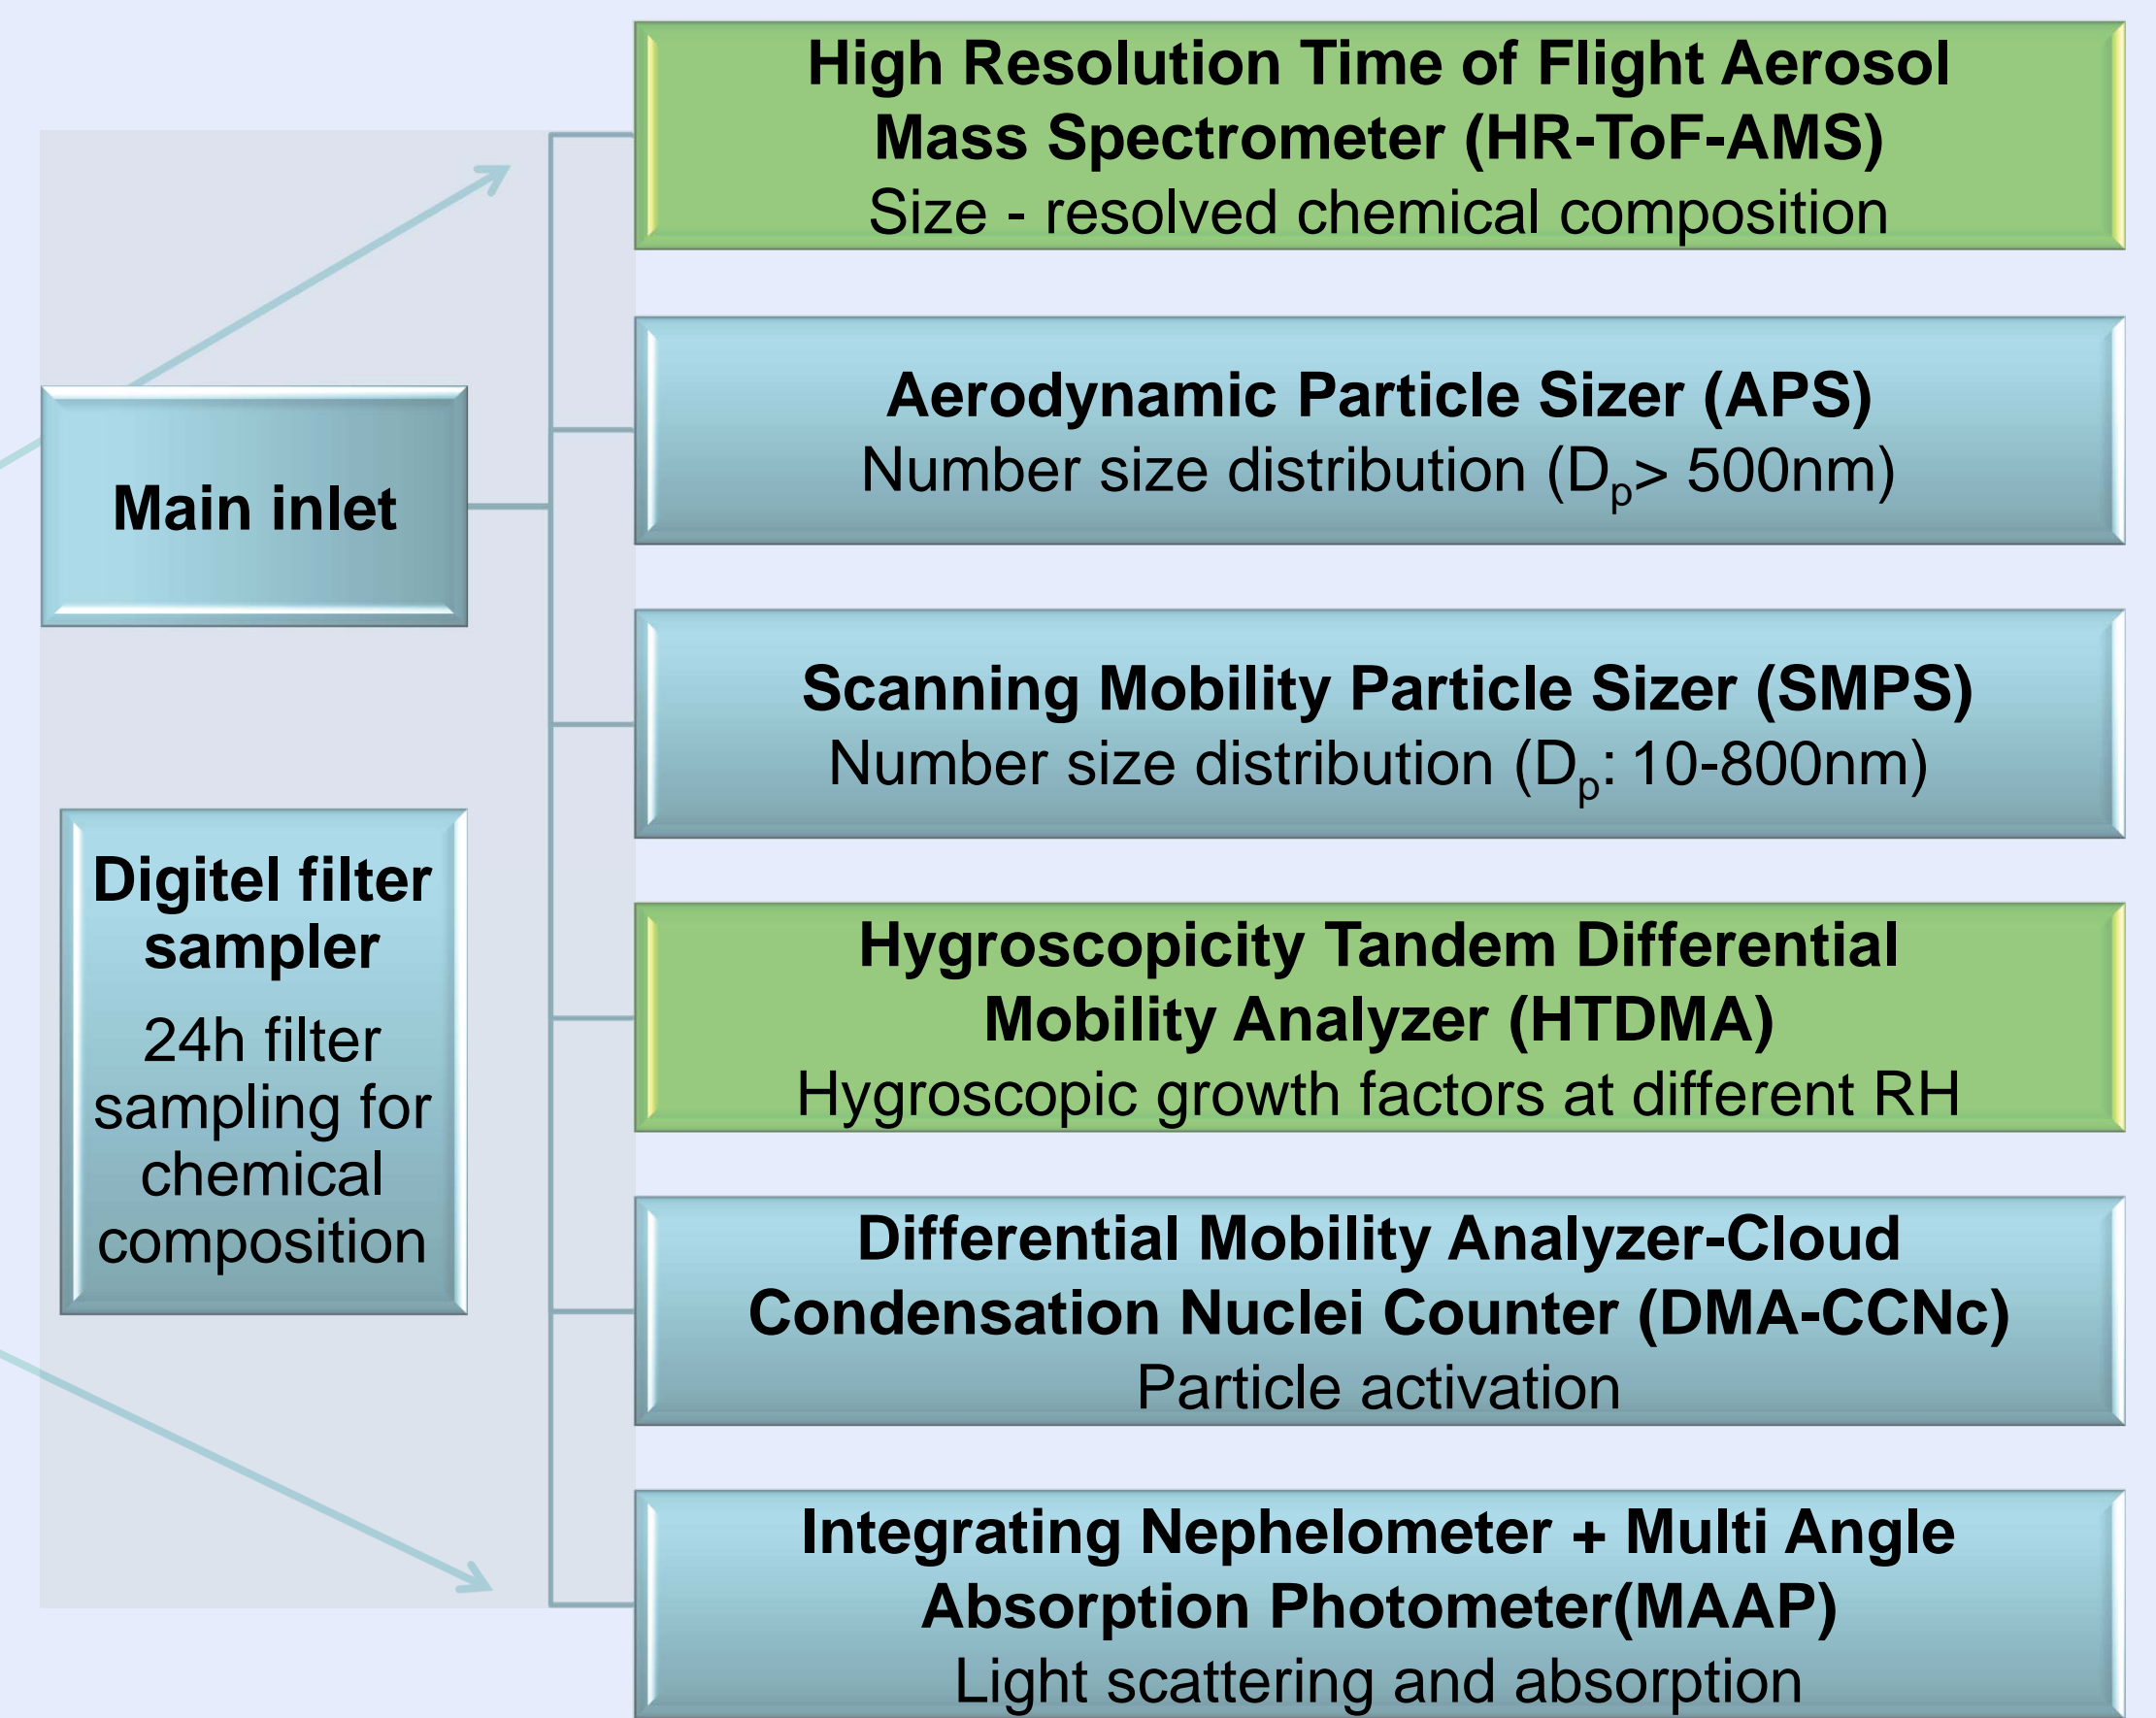 High Resolution Time of Flight Aerosol
Mass Spectrometer (HR-ToF-AMS)
Size - resolved chemical composition
Aerodynamic Particle Sizer (APS)
Number size distribution (Dp> 500nm)
Main inlet
Scanning Mobility Particle Sizer (SMPS)
Number size distribution (Dp: 10-800nm)
Digitel filter
sampler
24h filter
sampling for
chemical
composition
Hygroscopicity Tandem Differential
Mobility Analyzer (HTDMA)
Hygroscopic growth factors at different RH
Differential Mobility Analyzer-Cloud
Condensation Nuclei Counter (DMA-CCNc)
Particle activation
Integrating Nephelometer + Multi Angle
Absorption Photometer(MAAP)
Light scattering and absorption